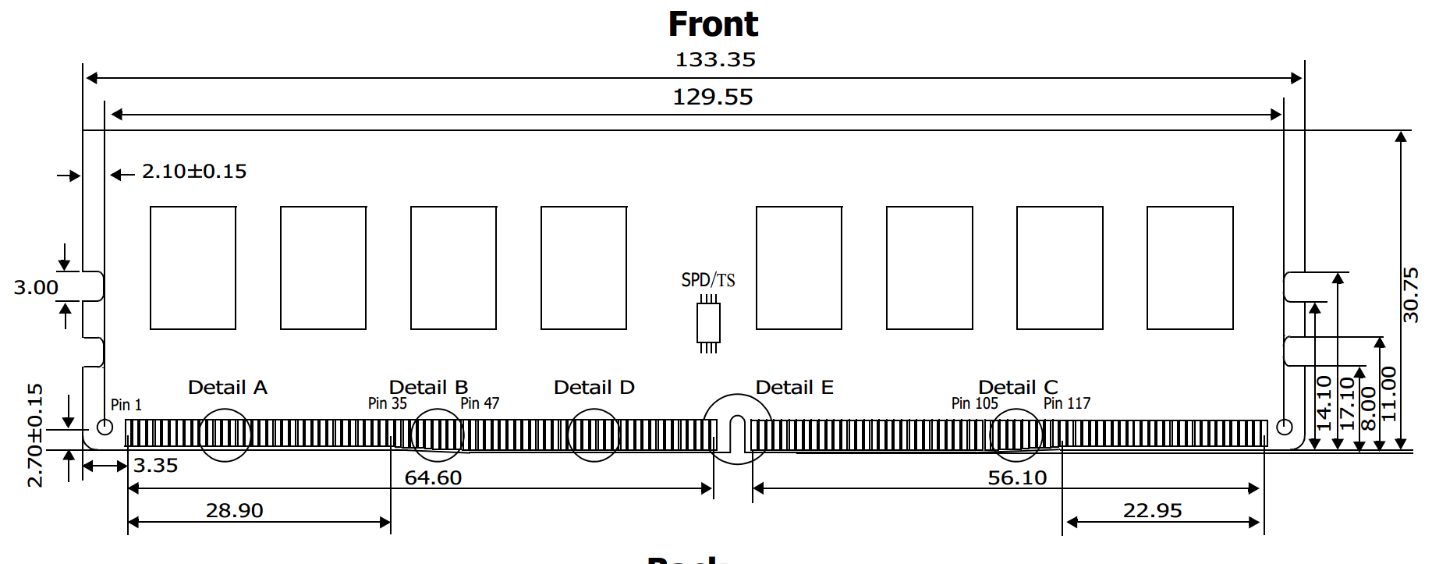 Front
133.35
129.55
2.10±0.15
3.00
SPD/TS
30.75
Detail A
Detail B
Detail D
Detail E
Detail C
Pin 1
Pin 35
Pin 47
Pin 105
Pin 117
14.10
17.10
8.00
11.00
2.70±0.15
3.35
64.60
56.10
28.90
22.95